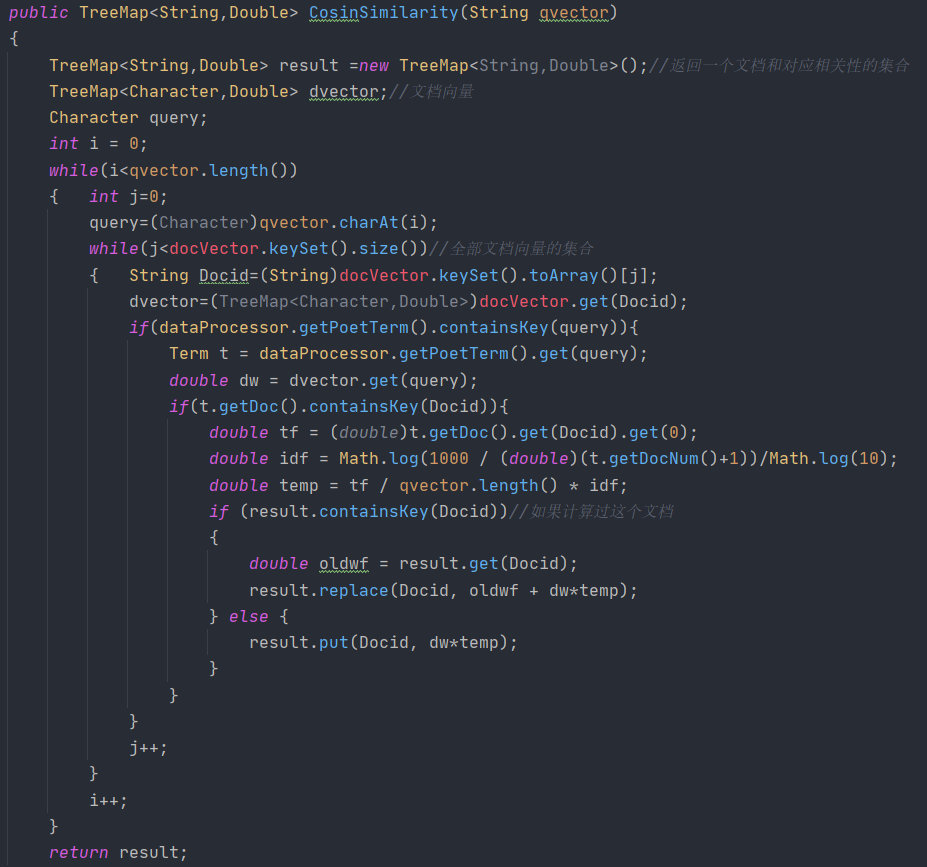 public TreeMap<String,Double> CosinSimilarity(String qvector)
{
    TreeMap<String,Double> result =new TreeMap<String,Double>();//返回一个文档和对应相关性的集合
    TreeMap<Character,Double> dvector;//文档向量
    Character query;
    int i = 0;
    while(i<qvector.length())
    {   int j=0;
        query=(Character)qvector.charAt(i);
        while(j<docVector.keySet().size())//全部文档向量的集合
        {   String Docid=(String)docVector.keySet().toArray()[j];
            dvector=(TreeMap<Character,Double>)docVector.get(Docid);
            if(dataProcessor.getPoetTerm().containsKey(query)){
                Term t = dataProcessor.getPoetTerm().get(query);
                double dw = dvector.get(query);
                if(t.getDoc().containsKey(Docid)){
                    double tf = (double)t.getDoc().get(Docid).get(0);
                    double idf = Math.log(1000 / (double)(t.getDocNum()+1))/Math.log(10);
                    double temp = tf / qvector.length() * idf;
                    if (result.containsKey(Docid))//如果计算过这个文档
                    {
                        double oldwf = result.get(Docid);
                        result.replace(Docid, oldwf + dw*temp);
                    } else {
                        result.put(Docid, dw*temp);
                    }
                }
            }
            j++;
        }
        i++;
    }
    return result;